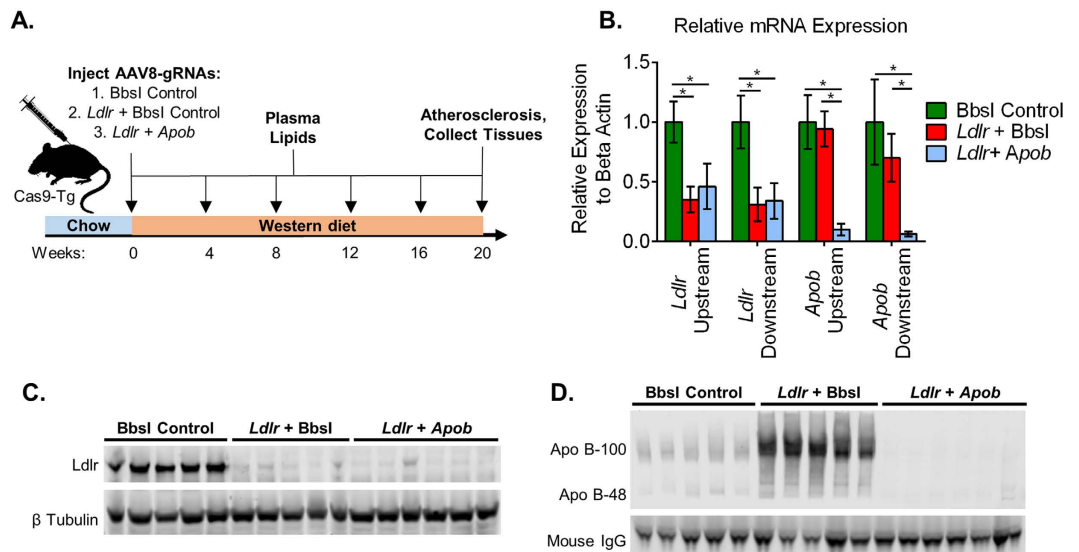 A.
Inject AAV8-gRNAs:
1. BbsI Control
2. Ldlr + BbsI Control
3. Ldlr + Apob
Cas9-Tg
Plasma
Lipids
Atherosclerosis,
Collect Tissues
Chow
Western diet
Weeks: 0 4 8 12 16 20
B.
Relative mRNA Expression
Relative Expression
to Beta Actin
1.5
1.0
0.5
0.0
* * * * * * * *
Ldlr
Upstream
Ldlr
Downstream
Apob
Upstream
Apob
Downstream
BbsI Control
Ldlr + BbsI
Ldlr+ Apob
C.
BbsI Control Ldlr + BbsI Ldlr + Apob
Ldlr
β Tubulin
D.
BbsI Control Ldlr + BbsI Ldlr + Apob
Apo B-100
Apo B-48
Mouse IgG